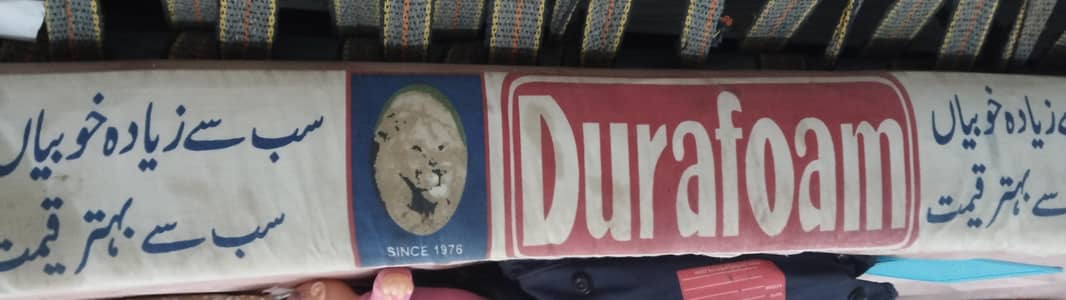 سب سے زیادہ خوبیاں
سب سے بہتر قیمت
SINCE 1976
Durafoam
زیادہ خوبیاں
سے بہتر قیمت